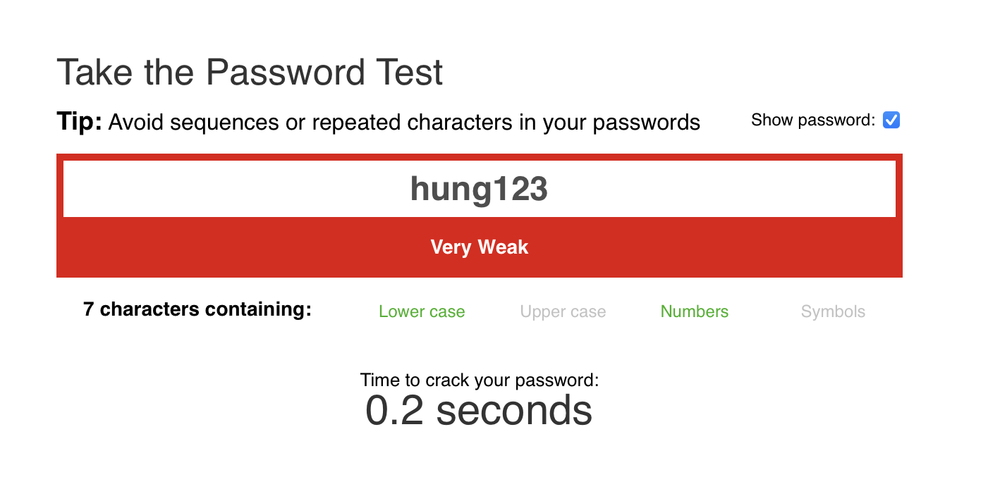 Take the Password Test
Tip: Avoid sequences or repeated characters in your passwords Show password:
hung123
Very Weak
7 characters containing: Lower case Upper case Numbers Symbols
Time to crack your password:
0.2 seconds